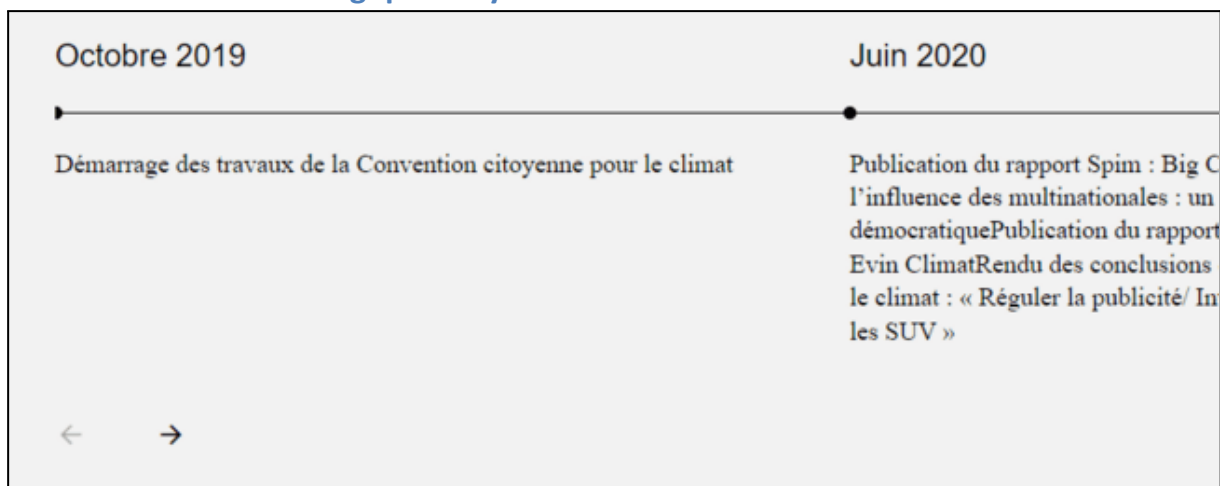 Octobre 2019
Juin 2020
Démarrage des travaux de la Convention citoyenne pour le climat
Publication du rapport Spim : Big C
l’influence des multinationales : un
démocratiquePublication du rapport
Evin ClimatRendu des conclusions
le climat : « Réguler la publicité/ In
les SUV »